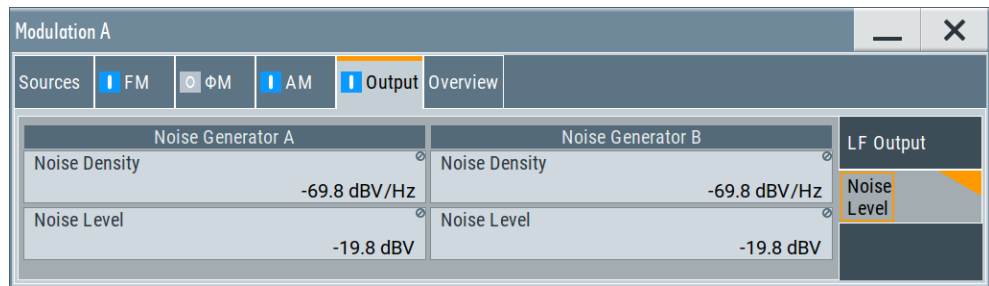 Modulation A
Sources I FM O ΦM I AM I Output Overview
Noise Generator A Noise Generator B LF Output
Noise Density Noise Density
-69.8 dBV/Hz -69.8 dBV/Hz Noise
Level
Noise Level Noise Level
-19.8 dBV -19.8 dBV